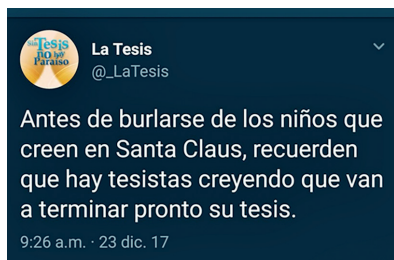 Sin Tesis
no hay
Paraíso
La Tesis
@_LaTesis
Antes de burlarse de los niños que
creen en Santa Claus, recuerden
que hay tesistas creyendo que van
a terminar pronto su tesis.
9:26 a.m. · 23 dic. 17